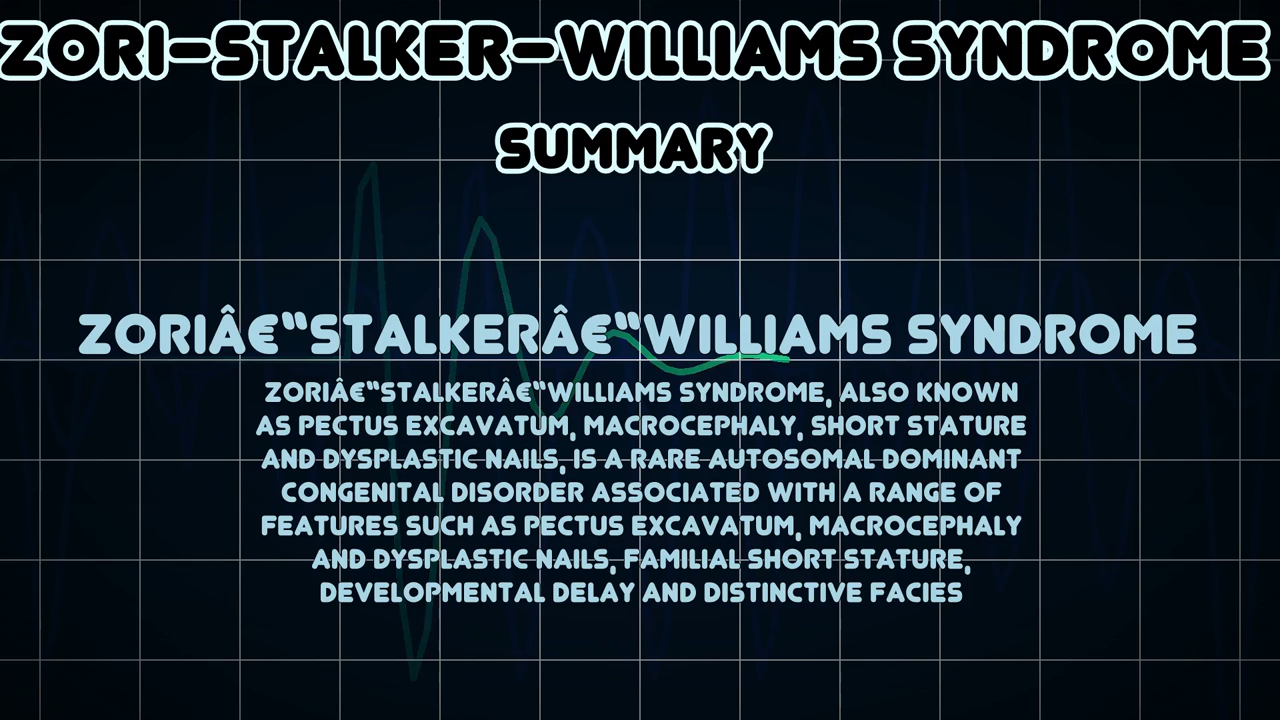 ZORI–STALKER–WILLIAMS SYNDROME
SUMMARY
ZORIÂ€“STALKERÂ€“WILLIAMS SYNDROME
ZORIÂ€“STALKERÂ€“WILLIAMS SYNDROME, ALSO KNOWN
AS PECTUS EXCAVATUM, MACROCEPHALY, SHORT STATURE
AND DYSPLASTIC NAILS, IS A RARE AUTOSOMAL DOMINANT
CONGENITAL DISORDER ASSOCIATED WITH A RANGE OF
FEATURES SUCH AS PECTUS EXCAVATUM, MACROCEPHALY
AND DYSPLASTIC NAILS, FAMILIAL SHORT STATURE,
DEVELOPMENTAL DELAY AND DISTINCTIVE FACIES